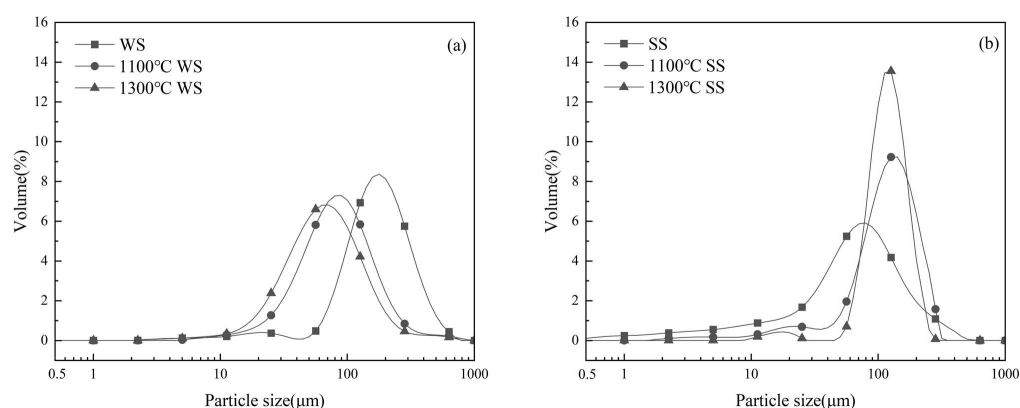 16
14
12
10
8
6
4
2
0
Volume(%)
WS
1100℃ WS
1300℃ WS
(a)
0.5 1 10 100 1000
Particle size(μm)
16
14
12
10
8
6
4
2
0
Volume(%)
SS
1100℃ SS
1300℃ SS
(b)
0.5 1 10 100 1000
Particle size(μm)